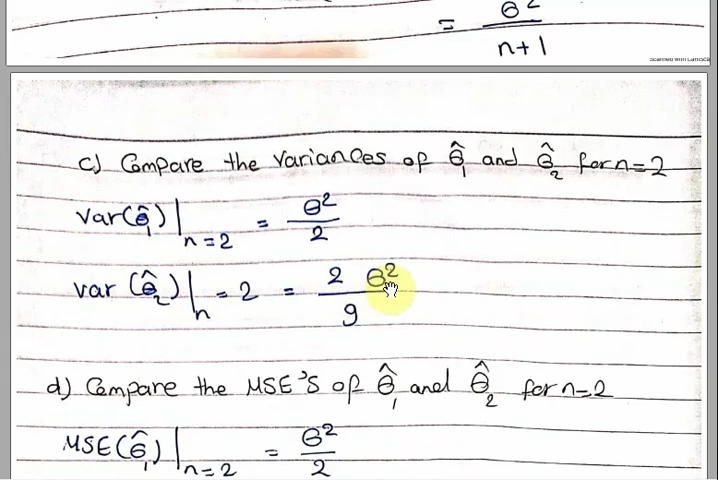 = θ² / n+1
c) Compare the variances of θ̂₁ and θ̂₂ for n=2
var(θ̂₁)|n=2 = θ²/2
var(θ̂₂)|n=2 = 2θ²/9
d) Compare the MSE's of θ̂₁ and θ̂₂ for n=2
MSE(θ̂₁)|n=2 = θ²/2